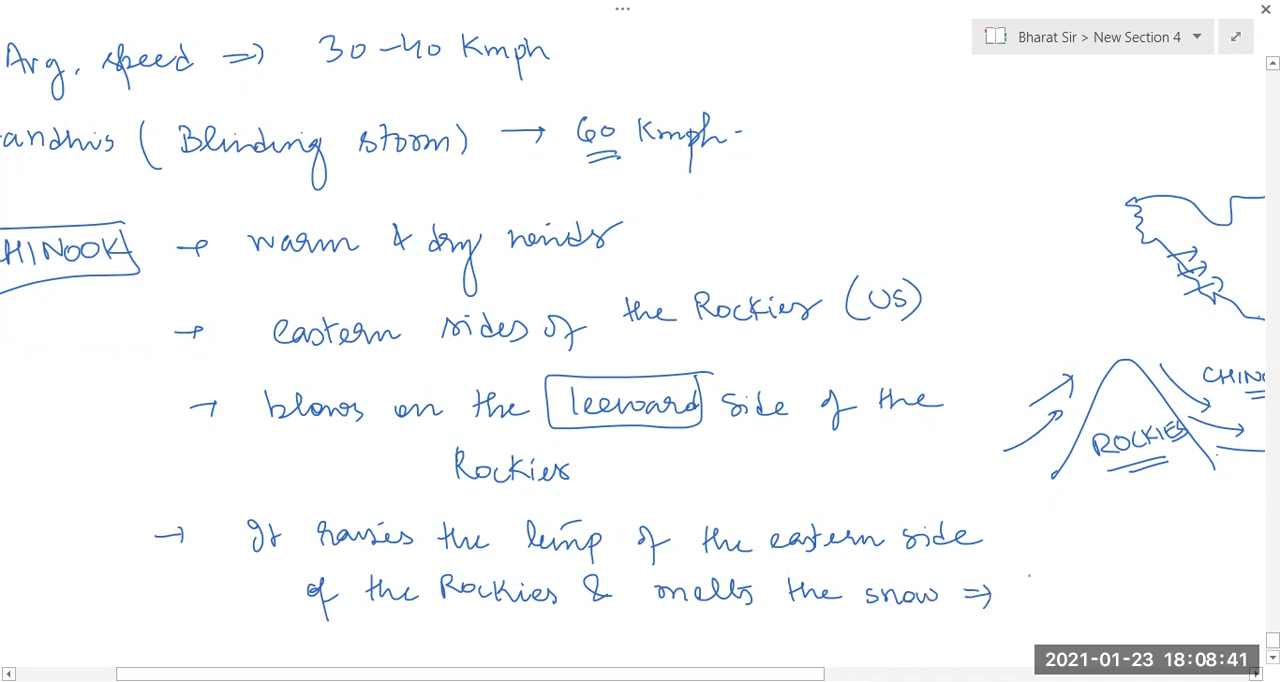 ...
Bharat Sir > New Section 4
Avg. speed ⇒ 30-40 Kmph
andhis (Blinding storm) → 60 Kmph-
HINOOK → warm & dry winds
→ eastern sides of the Rockies (US)
→ blows on the leeward side of the
Rockies
CHINO
ROCKIES
→ It raises the temp of the eastern side
of the Rockies & melts the snow ⇒
2021-01-23 18:08:41